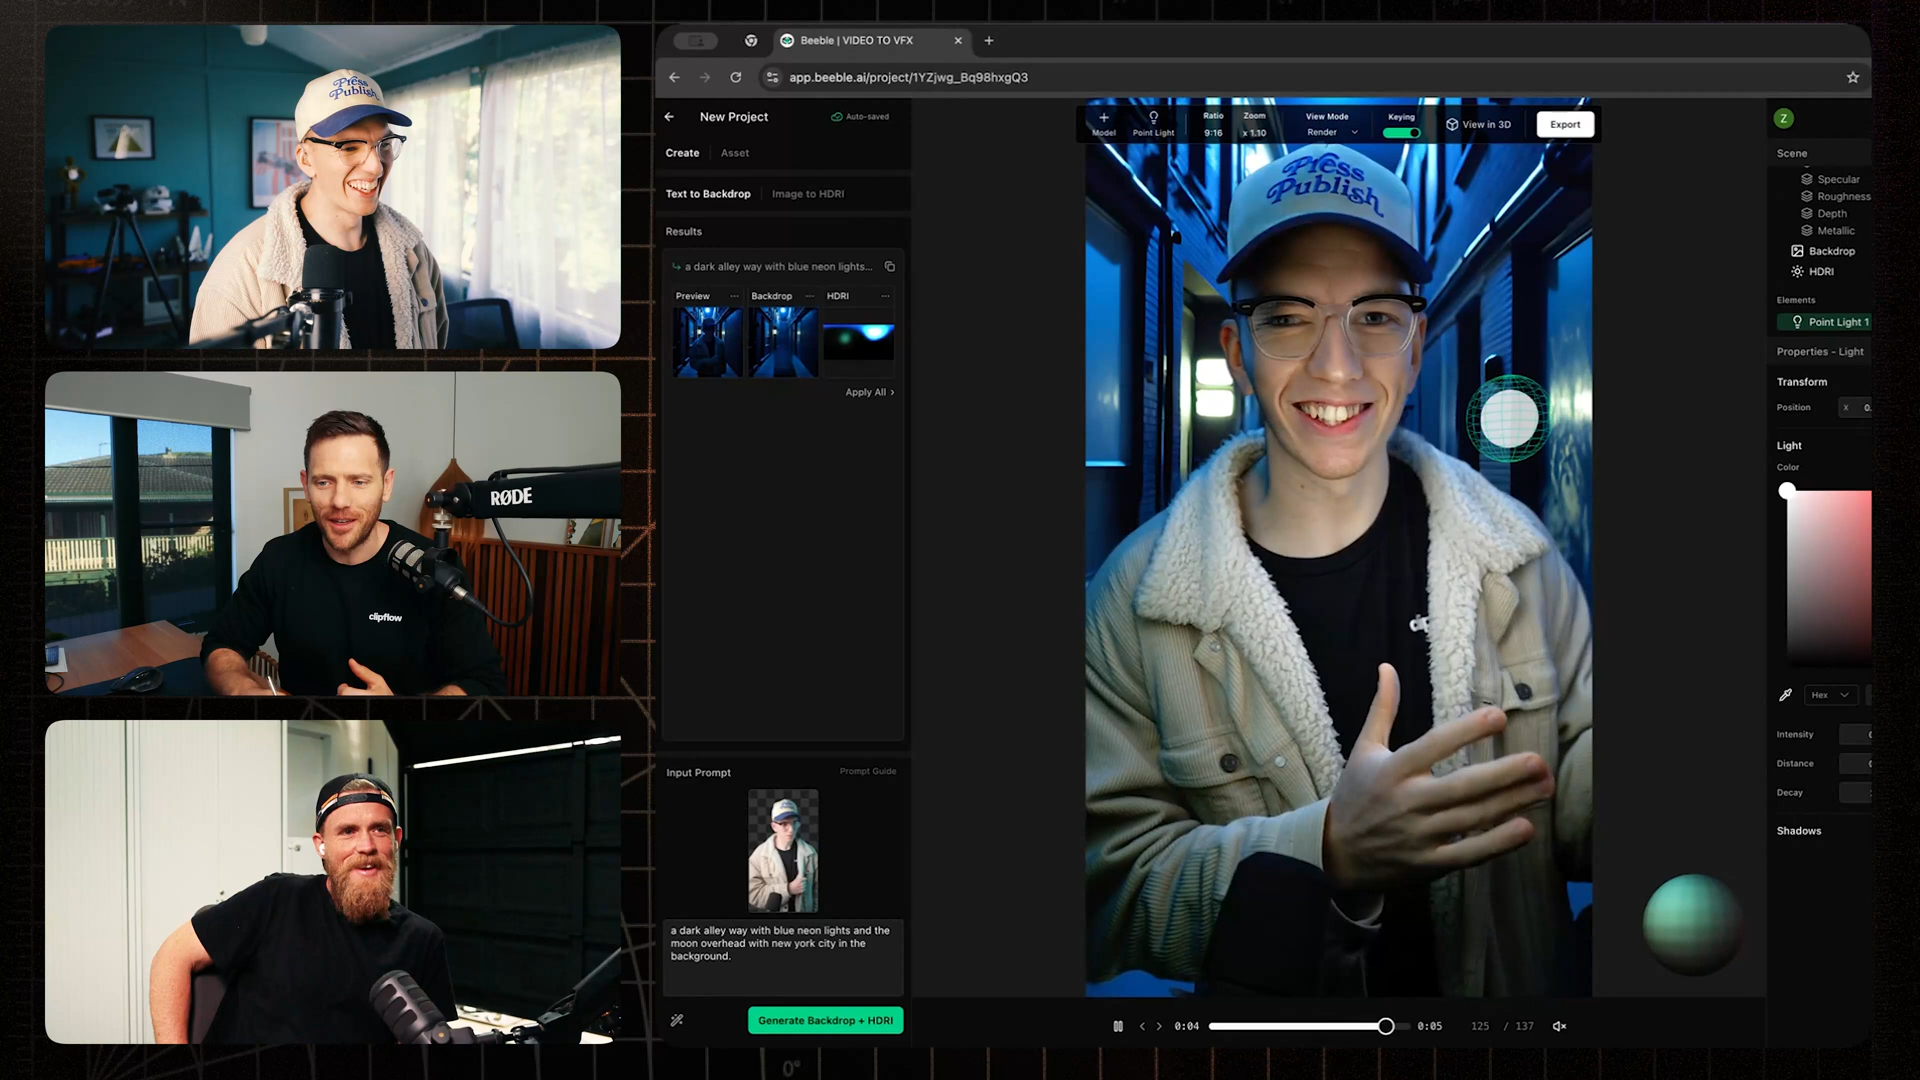 Press
Publish
RØDE
clipflow
Beeble | VIDEO TO VFX
app.beeble.ai/project/1YZjwg_Bq98hxgQ3
New Project
Auto-saved
Create
Asset
Text to Backdrop
Image to HDRI
Results
a dark alley way with blue neon lights...
Preview
Backdrop
HDRI
Apply All
Input Prompt
Prompt Guide
a dark alley way with blue neon lights and the
moon overhead with new york city in the
background.
Generate Backdrop + HDRI
Model
Point Light
Ratio
9:16
Zoom
x 1.10
View Mode
Render
Keying
View in 3D
Export
Press
Publish
0:04
0:05
125 / 137
Z
Scene
Specular
Roughness
Depth
Metallic
Backdrop
HDRI
Elements
Point Light 1
Properties - Light
Transform
Position
X
0.
Light
Color
Hex
Intensity
Distance
Decay
Shadows
0°